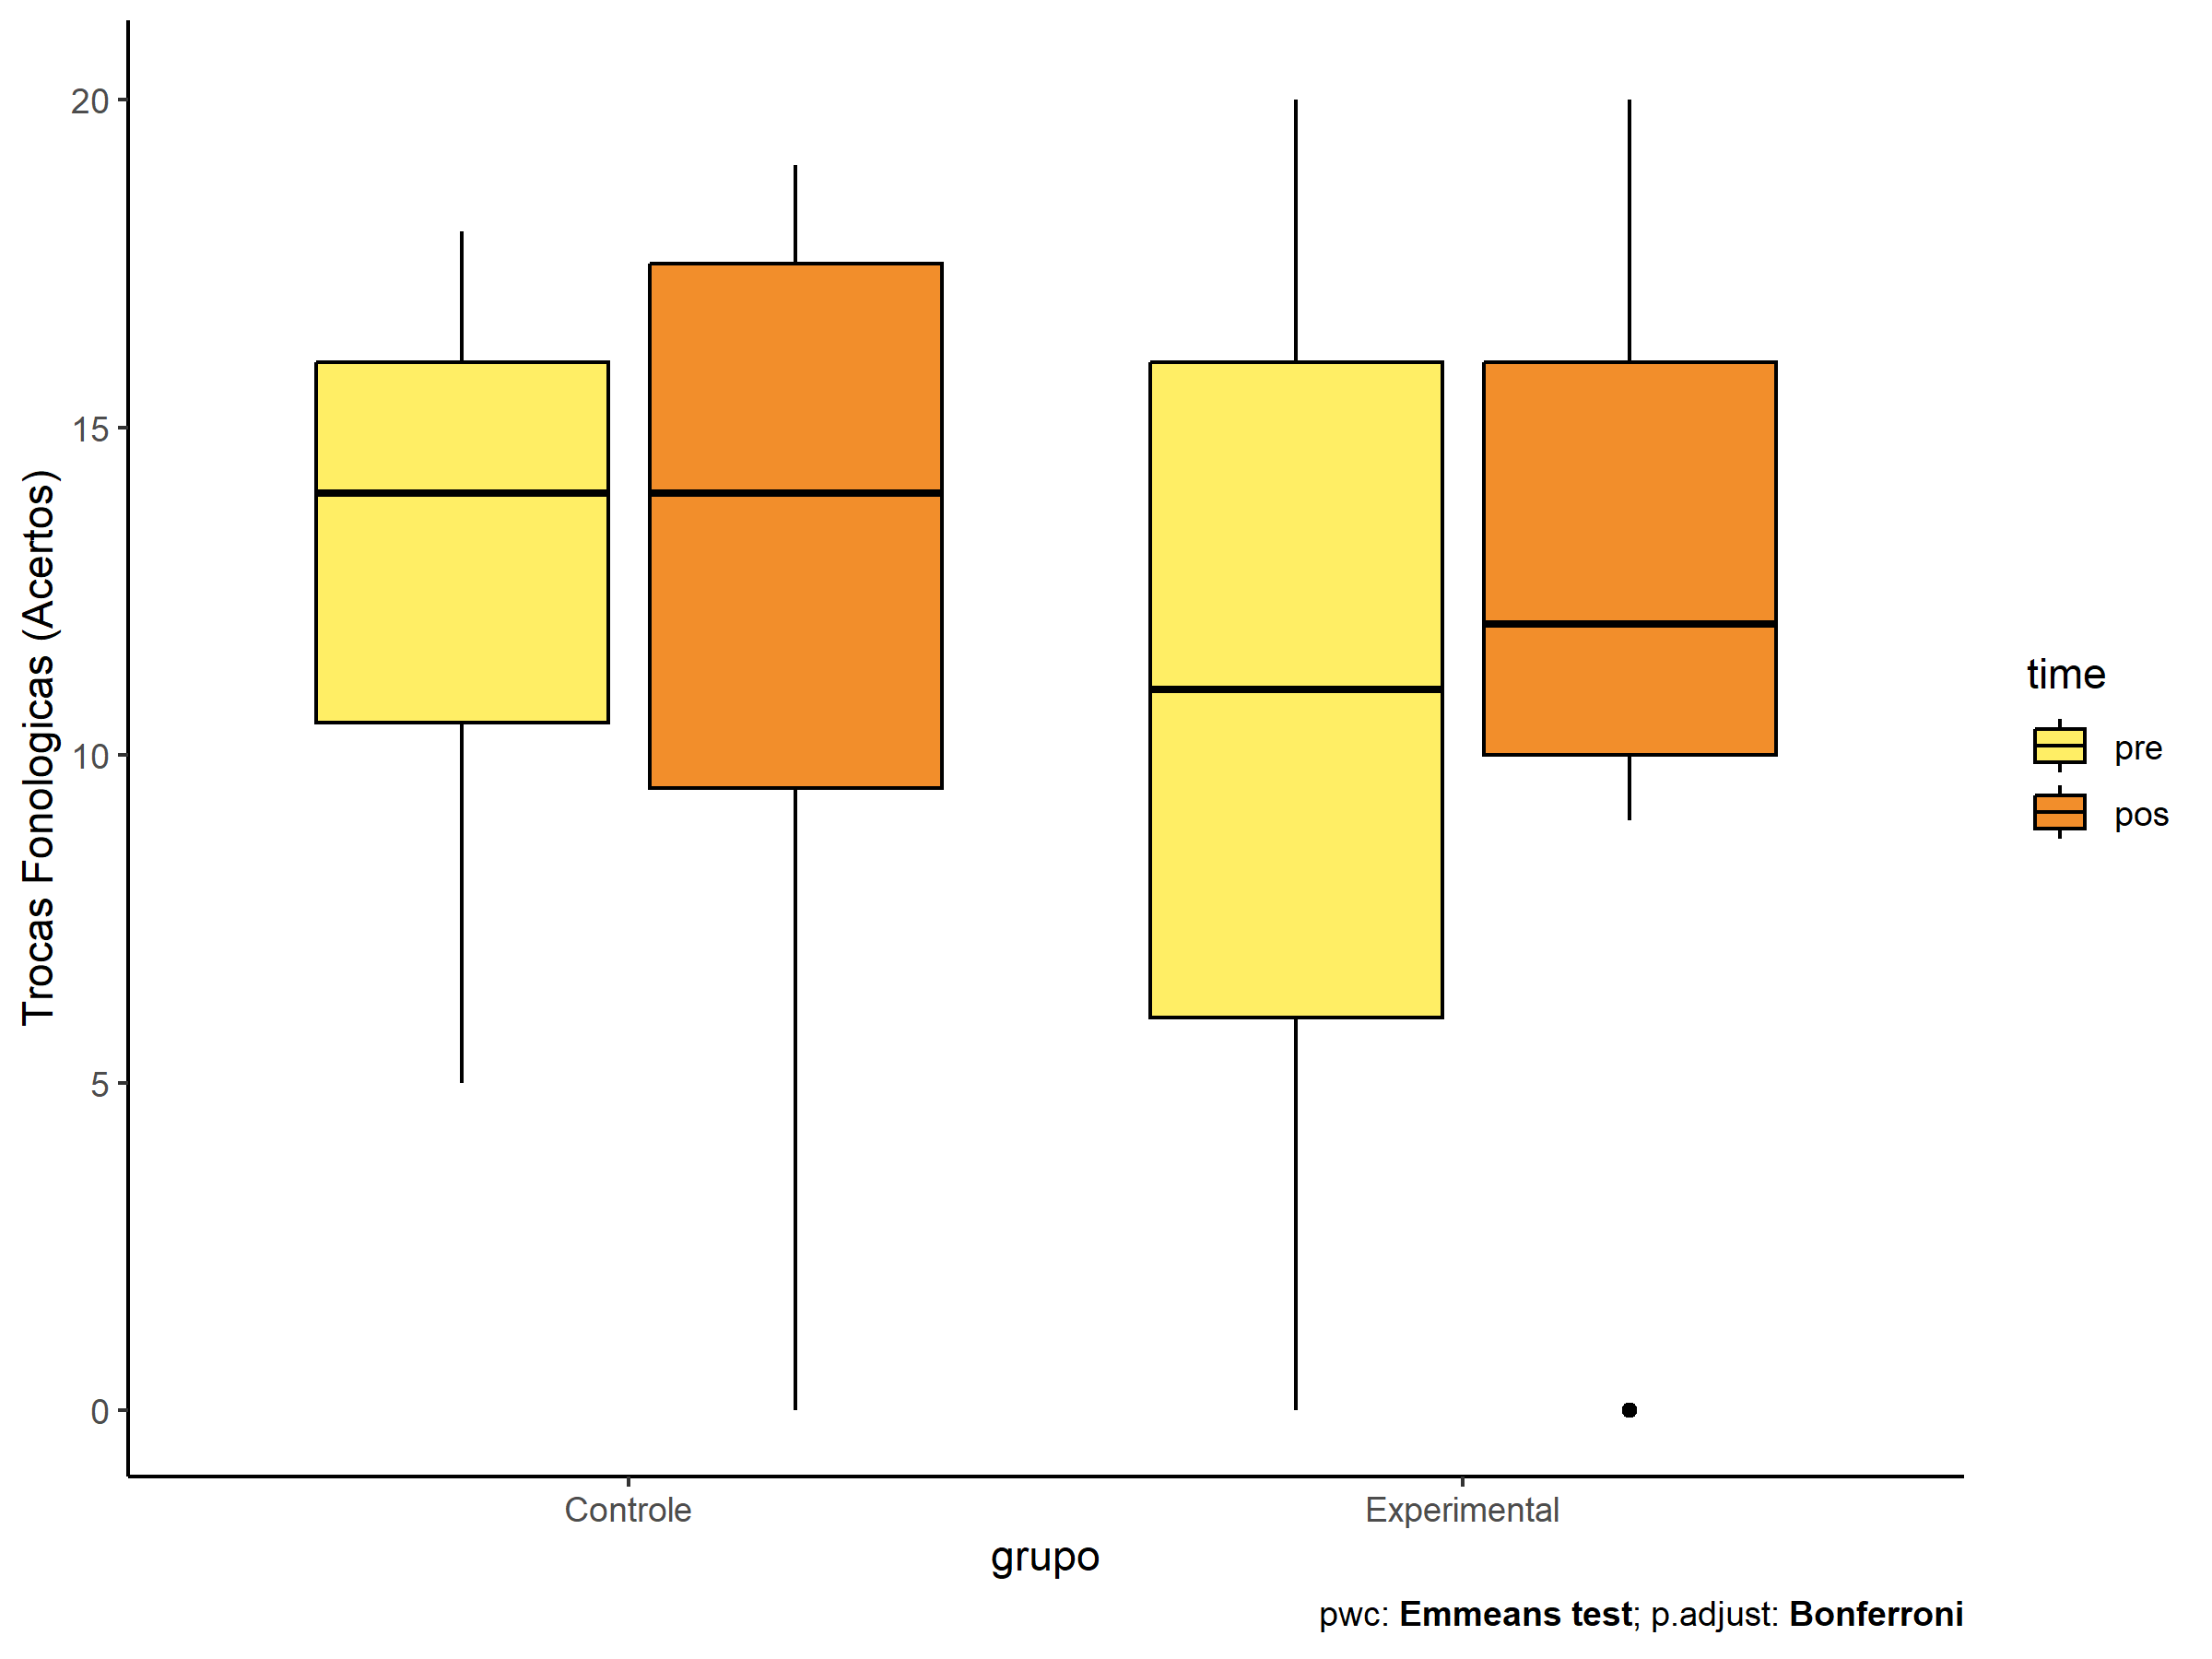 Trocas Fonologicas (Acertos)
20
15
10
5
0
Controle
Experimental
grupo
time
pre
pos
pwc: Emmeans test; p.adjust: Bonferroni